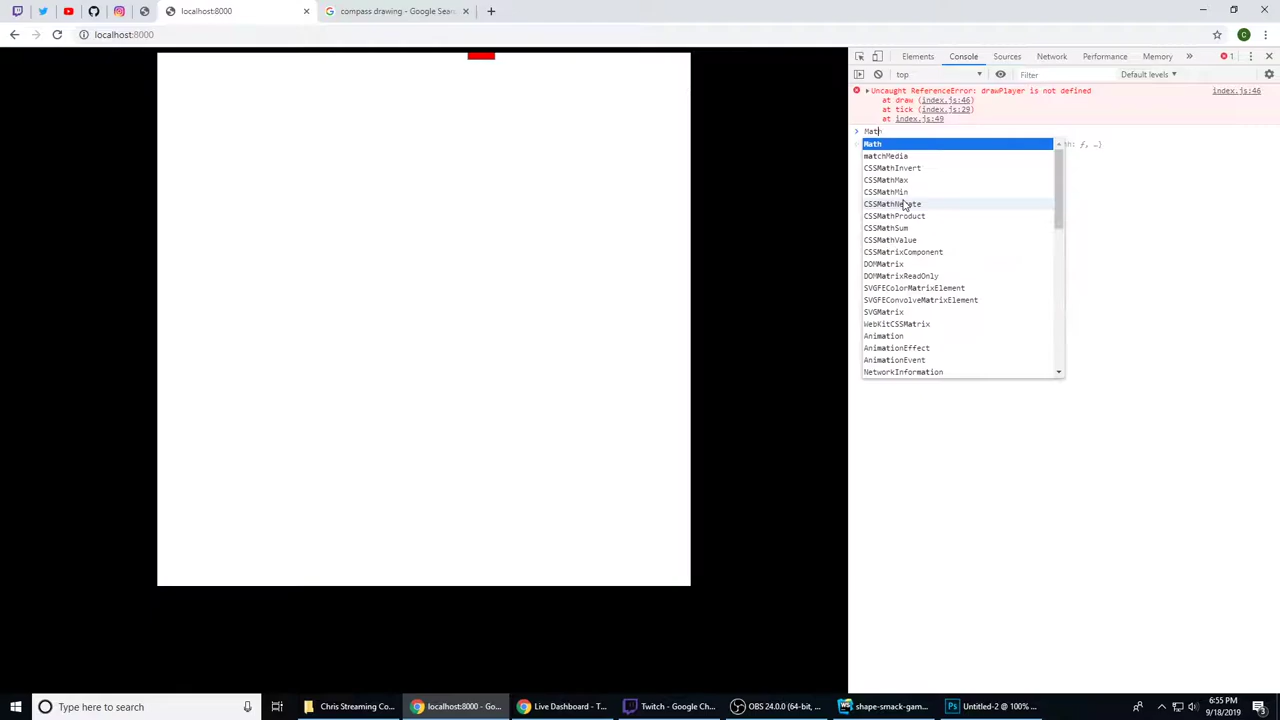 localhost:8000
compass drawing - Google Sear
localhost:8000
Elements
Console
Sources
Network
Performance
Memory
1
top
Filter
Default levels
Uncaught ReferenceError: drawPlayer is not defined
index.js:46
at draw (index.js:46)
at tick (index.js:29)
at index.js:49
Math
Math
matchMedia
CSSMathInvert
CSSMathMax
CSSMathMin
CSSMathNegate
CSSMathProduct
CSSMathSum
CSSMathValue
CSSMatrixComponent
DOMMatrix
DOMMatrixReadOnly
SVGFEColorMatrixElement
SVGFEConvolveMatrixElement
SVGMatrix
WebKitCSSMatrix
Animation
AnimationEffect
AnimationEvent
NetworkInformation
Type here to search
Chris Streaming Co...
localhost:8000 - Go...
Live Dashboard - T...
Twitch - Google Ch...
OBS 24.0.0 (64-bit, ...
shape-smack-gam...
Untitled-2 @ 100% ...
6:55 PM
9/18/2019